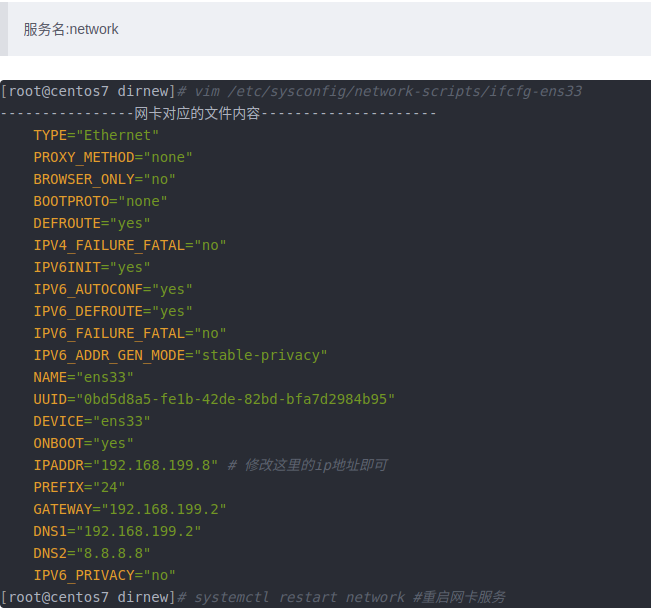 服务名:network
[root@centos7 dirnew]# vim /etc/sysconfig/network-scripts/ifcfg-ens33
----------------网卡对应的文件内容---------------------
TYPE="Ethernet"
PROXY_METHOD="none"
BROWSER_ONLY="no"
BOOTPROTO="none"
DEFROUTE="yes"
IPV4_FAILURE_FATAL="no"
IPV6INIT="yes"
IPV6_AUTOCONF="yes"
IPV6_DEFROUTE="yes"
IPV6_FAILURE_FATAL="no"
IPV6_ADDR_GEN_MODE="stable-privacy"
NAME="ens33"
UUID="0bd5d8a5-fe1b-42de-82bd-bfa7d2984b95"
DEVICE="ens33"
ONBOOT="yes"
IPADDR="192.168.199.8" # 修改这里的ip地址即可
PREFIX="24"
GATEWAY="192.168.199.2"
DNS1="192.168.199.2"
DNS2="8.8.8.8"
IPV6_PRIVACY="no"
[root@centos7 dirnew]# systemctl restart network #重启网卡服务